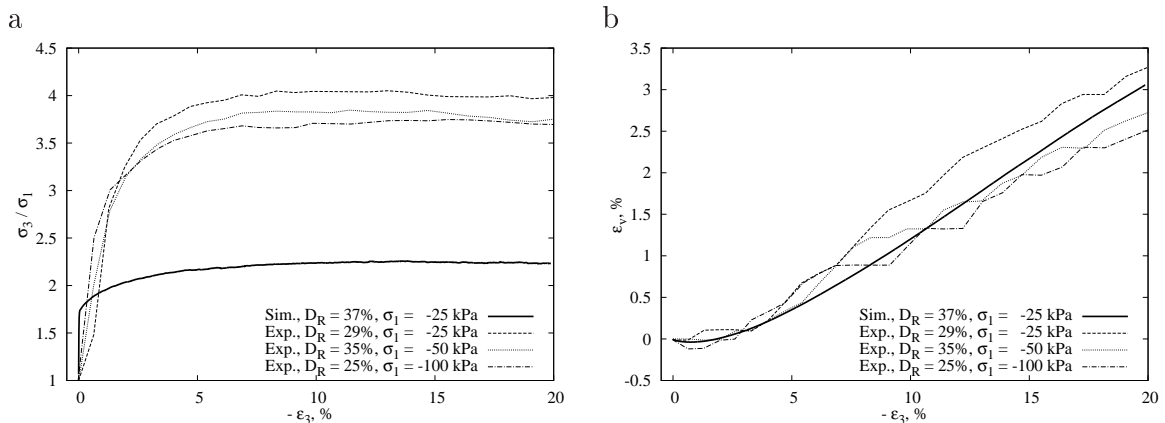 a
b
4.5
4
3.5
3
2.5
2
1.5
1
σ3 / σ1
0
5
10
15
20
- ε3, %
Sim., DR = 37%, σ1 = -25 kPa
Exp., DR = 29%, σ1 = -25 kPa
Exp., DR = 35%, σ1 = -50 kPa
Exp., DR = 25%, σ1 = -100 kPa
3.5
3
2.5
2
1.5
1
0.5
0
-0.5
εv, %
0
5
10
15
20
- ε3, %
Sim., DR = 37%, σ1 = -25 kPa
Exp., DR = 29%, σ1 = -25 kPa
Exp., DR = 35%, σ1 = -50 kPa
Exp., DR = 25%, σ1 = -100 kPa